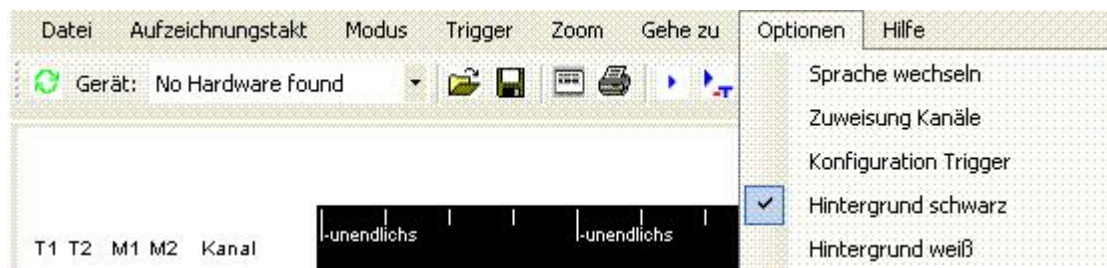 Datei Aufzeichnungstakt Modus Trigger Zoom Gehe zu Optionen Hilfe
Gerät: No Hardware found
Sprache wechseln
Zuweisung Kanäle
Konfiguration Trigger
Hintergrund schwarz
Hintergrund weiß
-unendlichs -unendlichs
T1 T2 M1 M2 Kanal